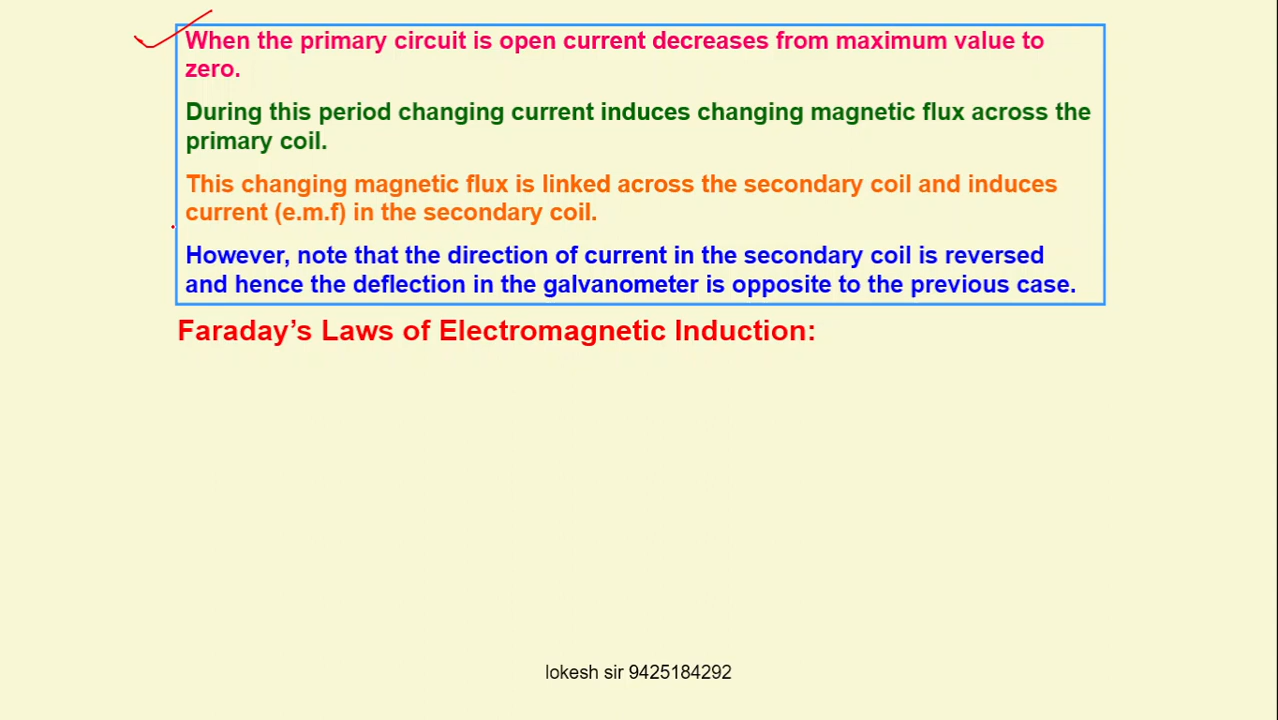 When the primary circuit is open current decreases from maximum value to
zero.
During this period changing current induces changing magnetic flux across the
primary coil.
This changing magnetic flux is linked across the secondary coil and induces
current (e.m.f) in the secondary coil.
However, note that the direction of current in the secondary coil is reversed
and hence the deflection in the galvanometer is opposite to the previous case.
Faraday’s Laws of Electromagnetic Induction:
lokesh sir 9425184292